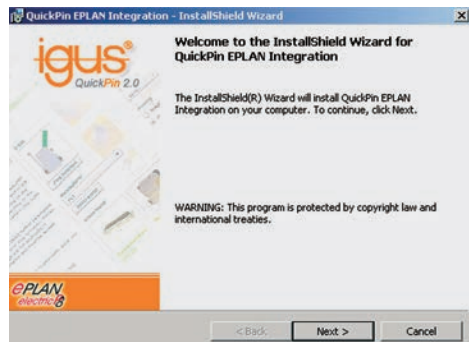 QuickPin EPLAN Integration - InstallShield Wizard
igus®
QuickPin 2.0
Welcome to the InstallShield Wizard for
QuickPin EPLAN Integration
The InstallShield(R) Wizard will install QuickPin EPLAN
Integration on your computer. To continue, click Next.
WARNING: This program is protected by copyright law and
international treaties.
ePLAN
electric
< Back
Next >
Cancel